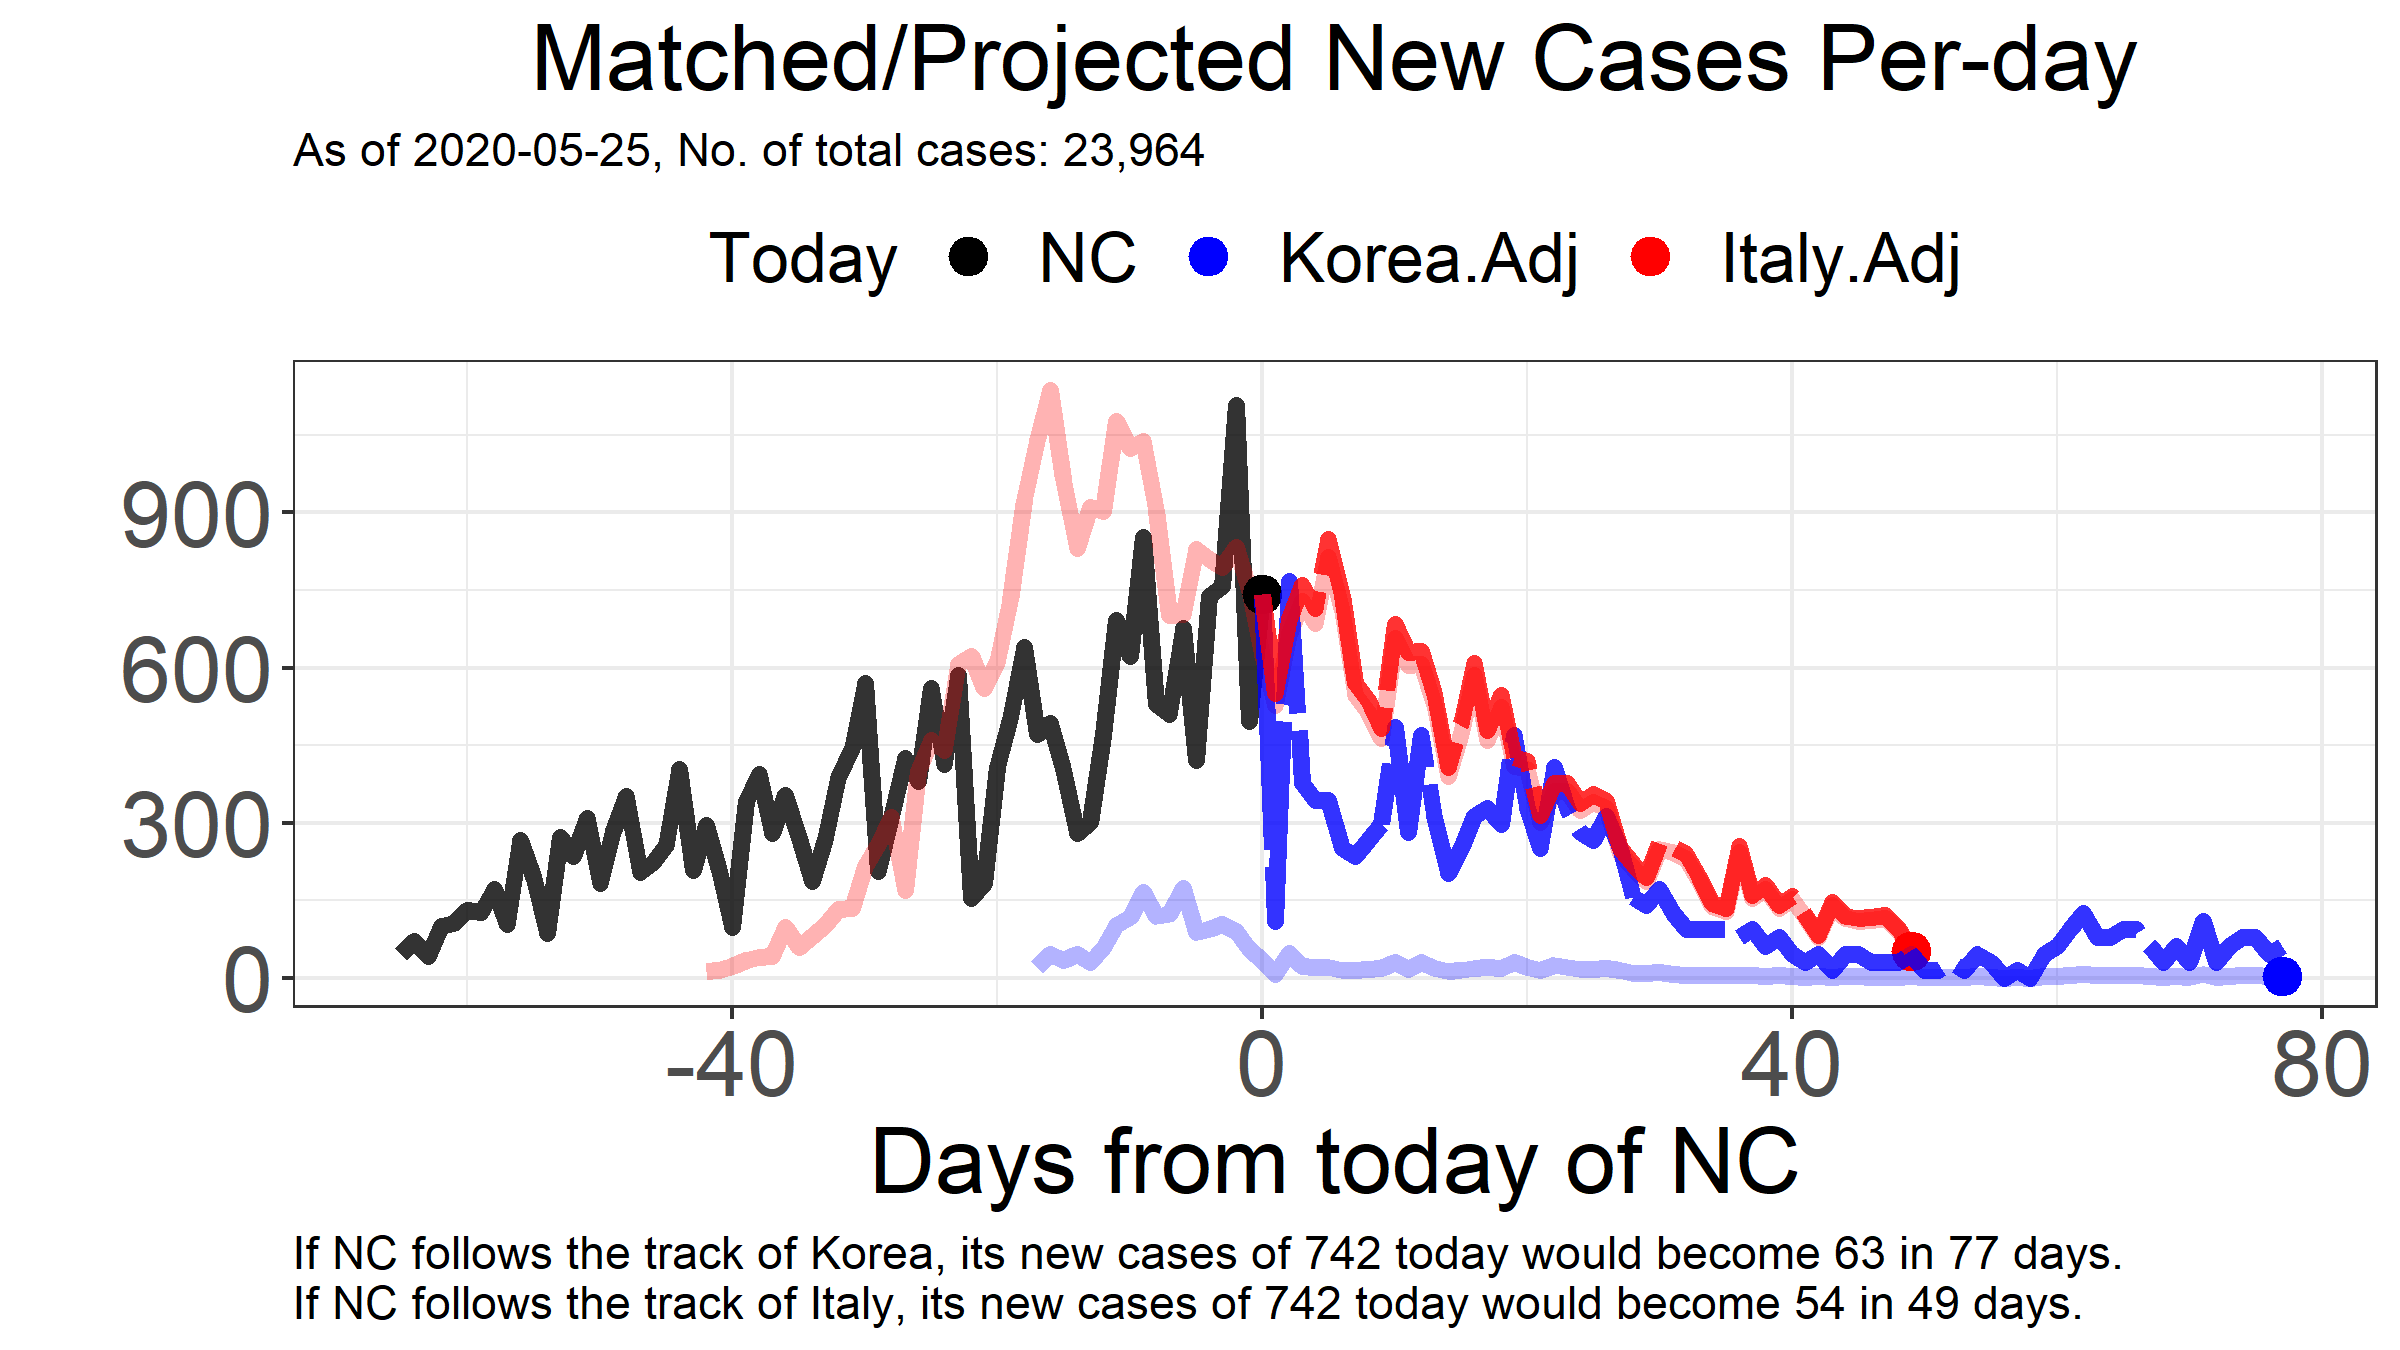 Matched/Projected New Cases Per-day
As of 2020-05-25, No. of total cases: 23,964
Today NC Korea.Adj Italy.Adj
900
600
300
0
-40 0 40 80
Days from today of NC
If NC follows the track of Korea, its new cases of 742 today would become 63 in 77 days.
If NC follows the track of Italy, its new cases of 742 today would become 54 in 49 days.